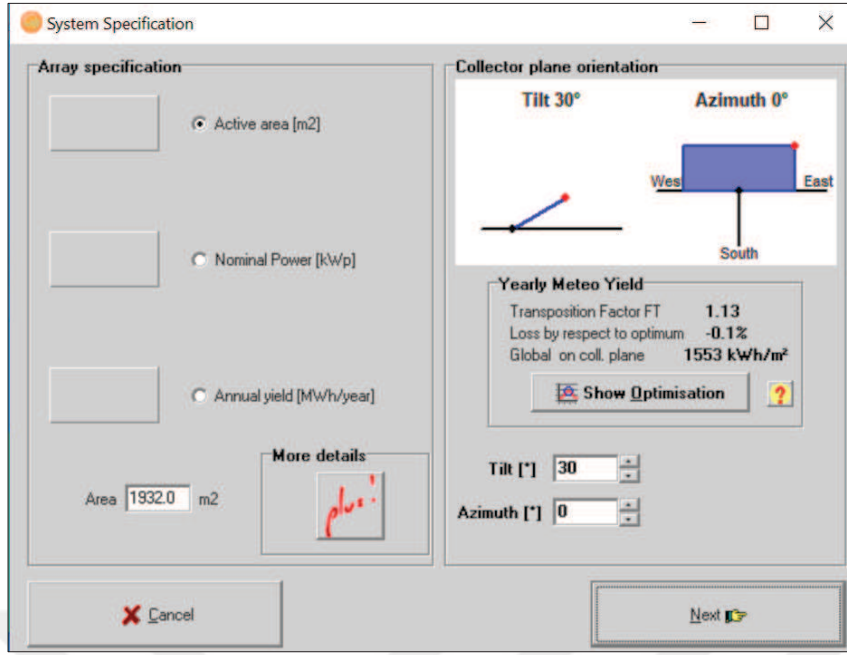 System Specification
Array specification
Active area [m2]
Nominal Power [kWp]
Annual yield [MWh/year]
More details
plus!
Area 1932.0 m2
Collector plane orientation
Tilt 30° Azimuth 0°
Wes East
South
Yearly Meteo Yield
Transposition Factor FT 1.13
Loss by respect to optimum -0.1%
Global on coll. plane 1553 kWh/m²
Show Optimisation ?
Tilt [°] 30
Azimuth [°] 0
Cancel Next